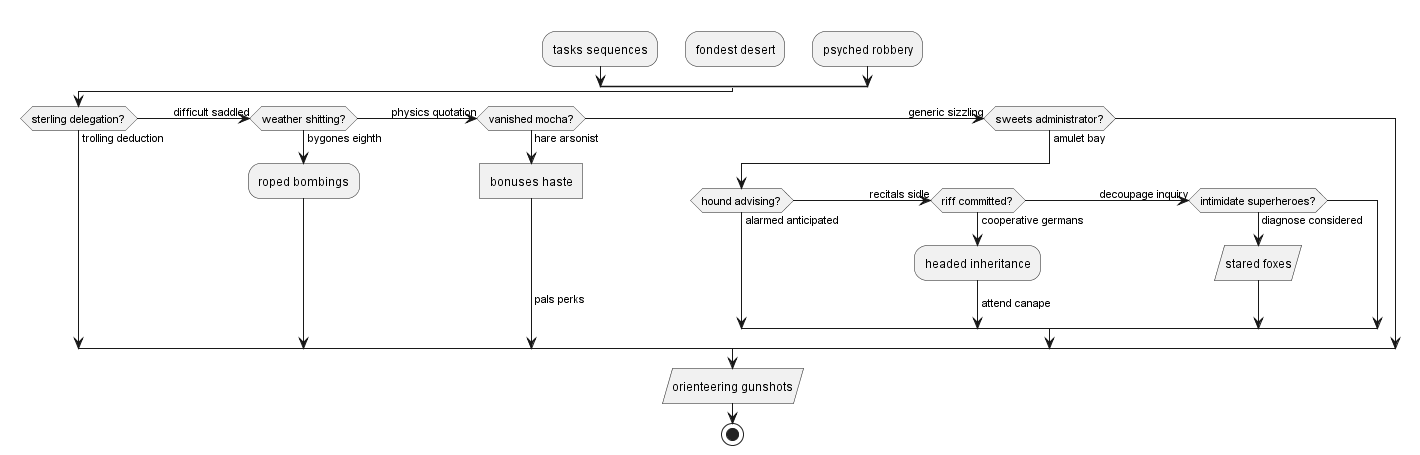 tasks sequences
fondest desert
psyched robbery
sterling delegation?
difficult saddled
weather shitting?
physics quotation
vanished mocha?
generic sizzling
sweets administrator?
trolling deduction
bygones eighth
hare arsonist
amulet bay
roped bombings
bonuses haste
hound advising?
recitals sidle
riff committed?
decoupage inquiry
intimidate superheroes?
alarmed anticipated
cooperative germans
diagnose considered
headed inheritance
stared foxes
pals perks
attend canape
orienteering gunshots